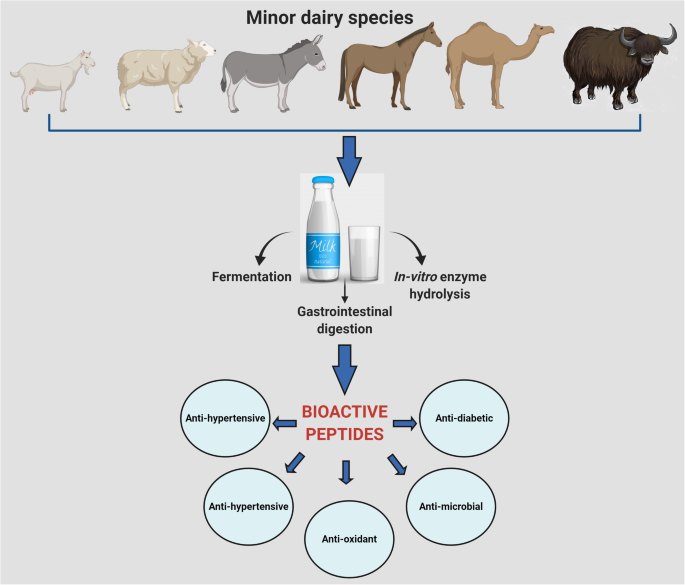 Minor dairy species
Milk
Fermentation
In-vitro enzyme
hydrolysis
Gastrointestinal
digestion
BIOACTIVE
PEPTIDES
Anti-hypertensive
Anti-diabetic
Anti-hypertensive
Anti-microbial
Anti-oxidant